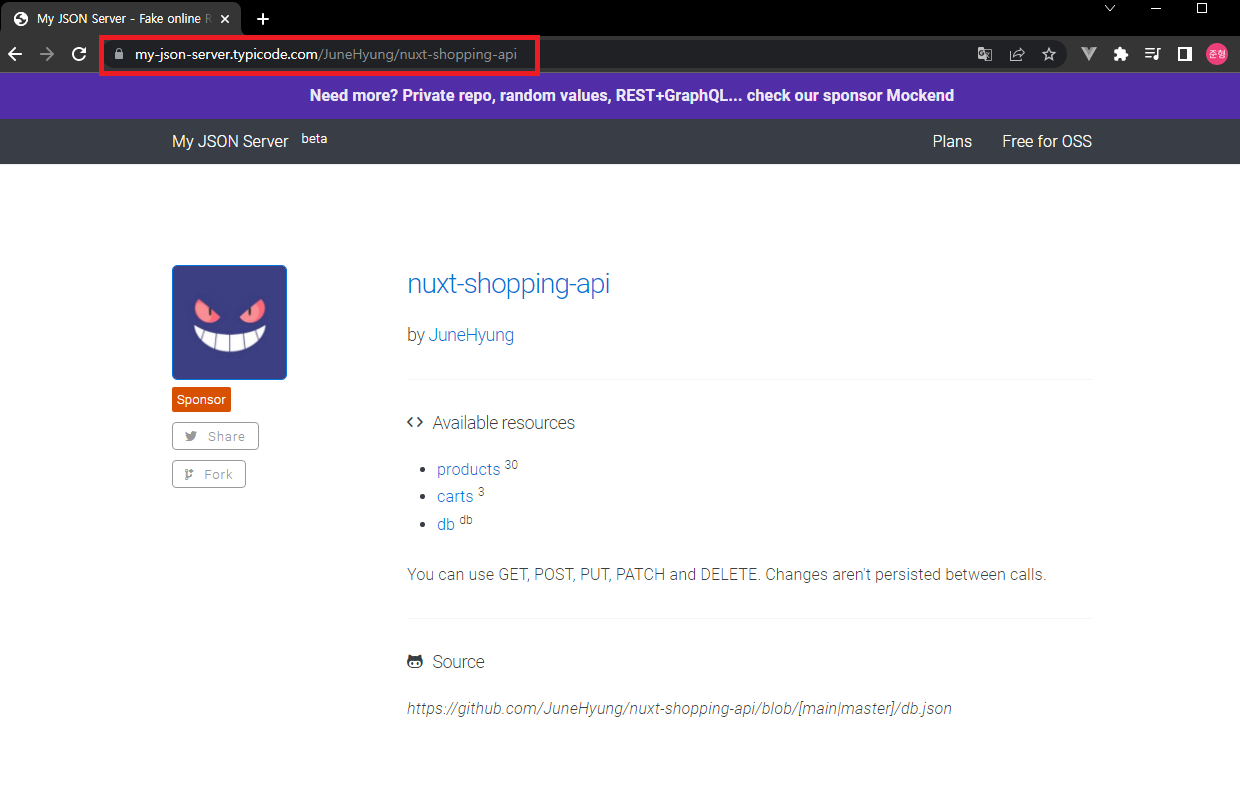 My JSON Server - Fake online R
my-json-server.typicode.com/JuneHyung/nuxt-shopping-api
준형
Need more? Private repo, random values, REST+GraphQL... check our sponsor Mockend
My JSON Server beta
Plans Free for OSS
nuxt-shopping-api
by JuneHyung
Sponsor
Share
Fork
Available resources
products 30
carts 3
db db
You can use GET, POST, PUT, PATCH and DELETE. Changes aren't persisted between calls.
Source
https://github.com/JuneHyung/nuxt-shopping-api/blob/[main|master]/db.json